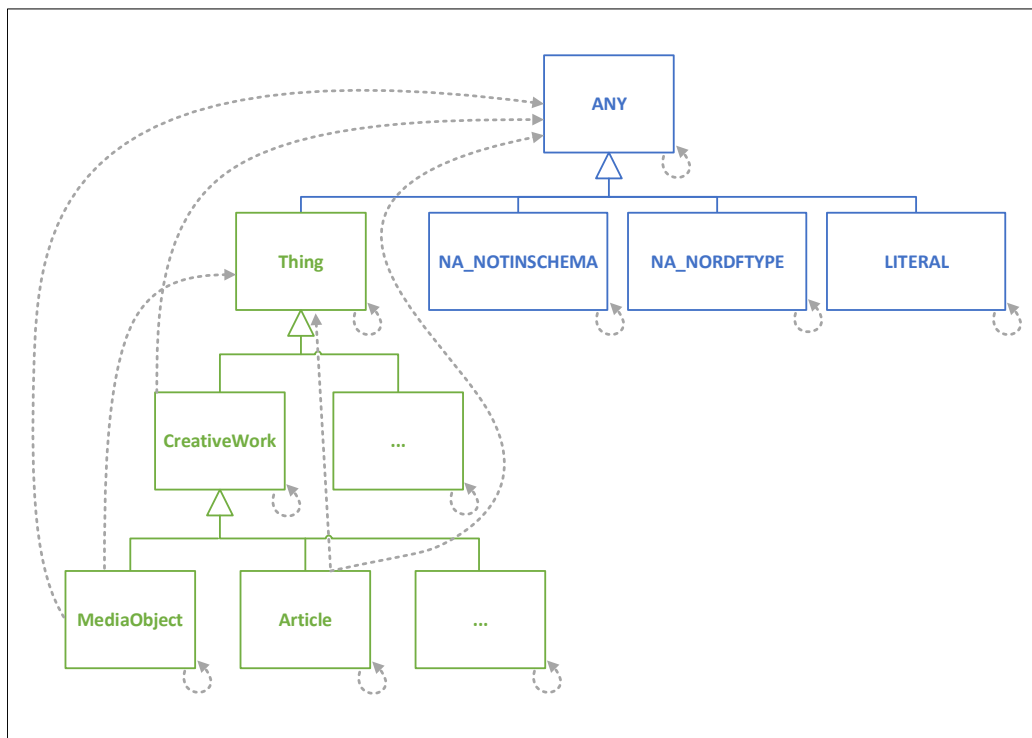 ANY
Thing
NA_NOTINSCHEMA
NA_NORDFTYPE
LITERAL
CreativeWork
...
MediaObject
Article
...